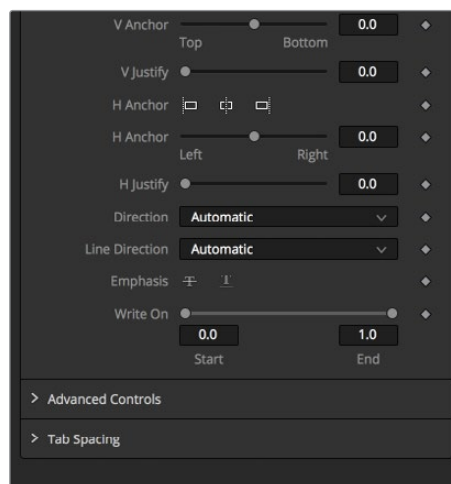 V Anchor 0.0
Top Bottom
V Justify 0.0
H Anchor
H Anchor 0.0
Left Right
H Justify 0.0
Direction Automatic
Line Direction Automatic
Emphasis T T
Write On
0.0 1.0
Start End
Advanced Controls
Tab Spacing